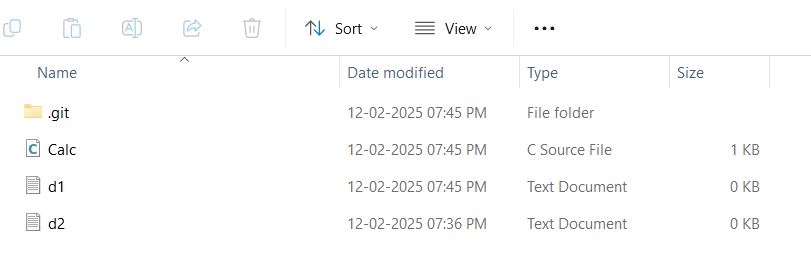 Sort View
Name Date modified Type Size
.git 12-02-2025 07:45 PM File folder
Calc 12-02-2025 07:45 PM C Source File 1 KB
d1 12-02-2025 07:45 PM Text Document 0 KB
d2 12-02-2025 07:36 PM Text Document 0 KB